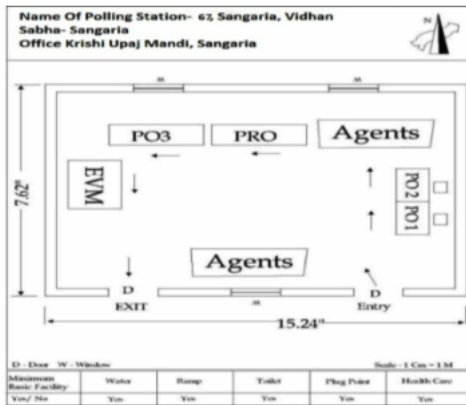 Name Of Polling Station- 62 Sangaria, Vidhan
Sabha- Sangaria
Office Krishi Upaj Mandi, Sangaria
N
W
W
PO3
PRO
Agents
EVM
PO2
PO1
7.62"
Agents
D
D
EXIT
W
Entry
15.24"
D - Door W - Window
Scale - 1 Cm = 1 M
Minimum Basic Facility Water Ramp Toilet Plug Point Health Care
Yes/ No Yes Yes Yes Yes Yes